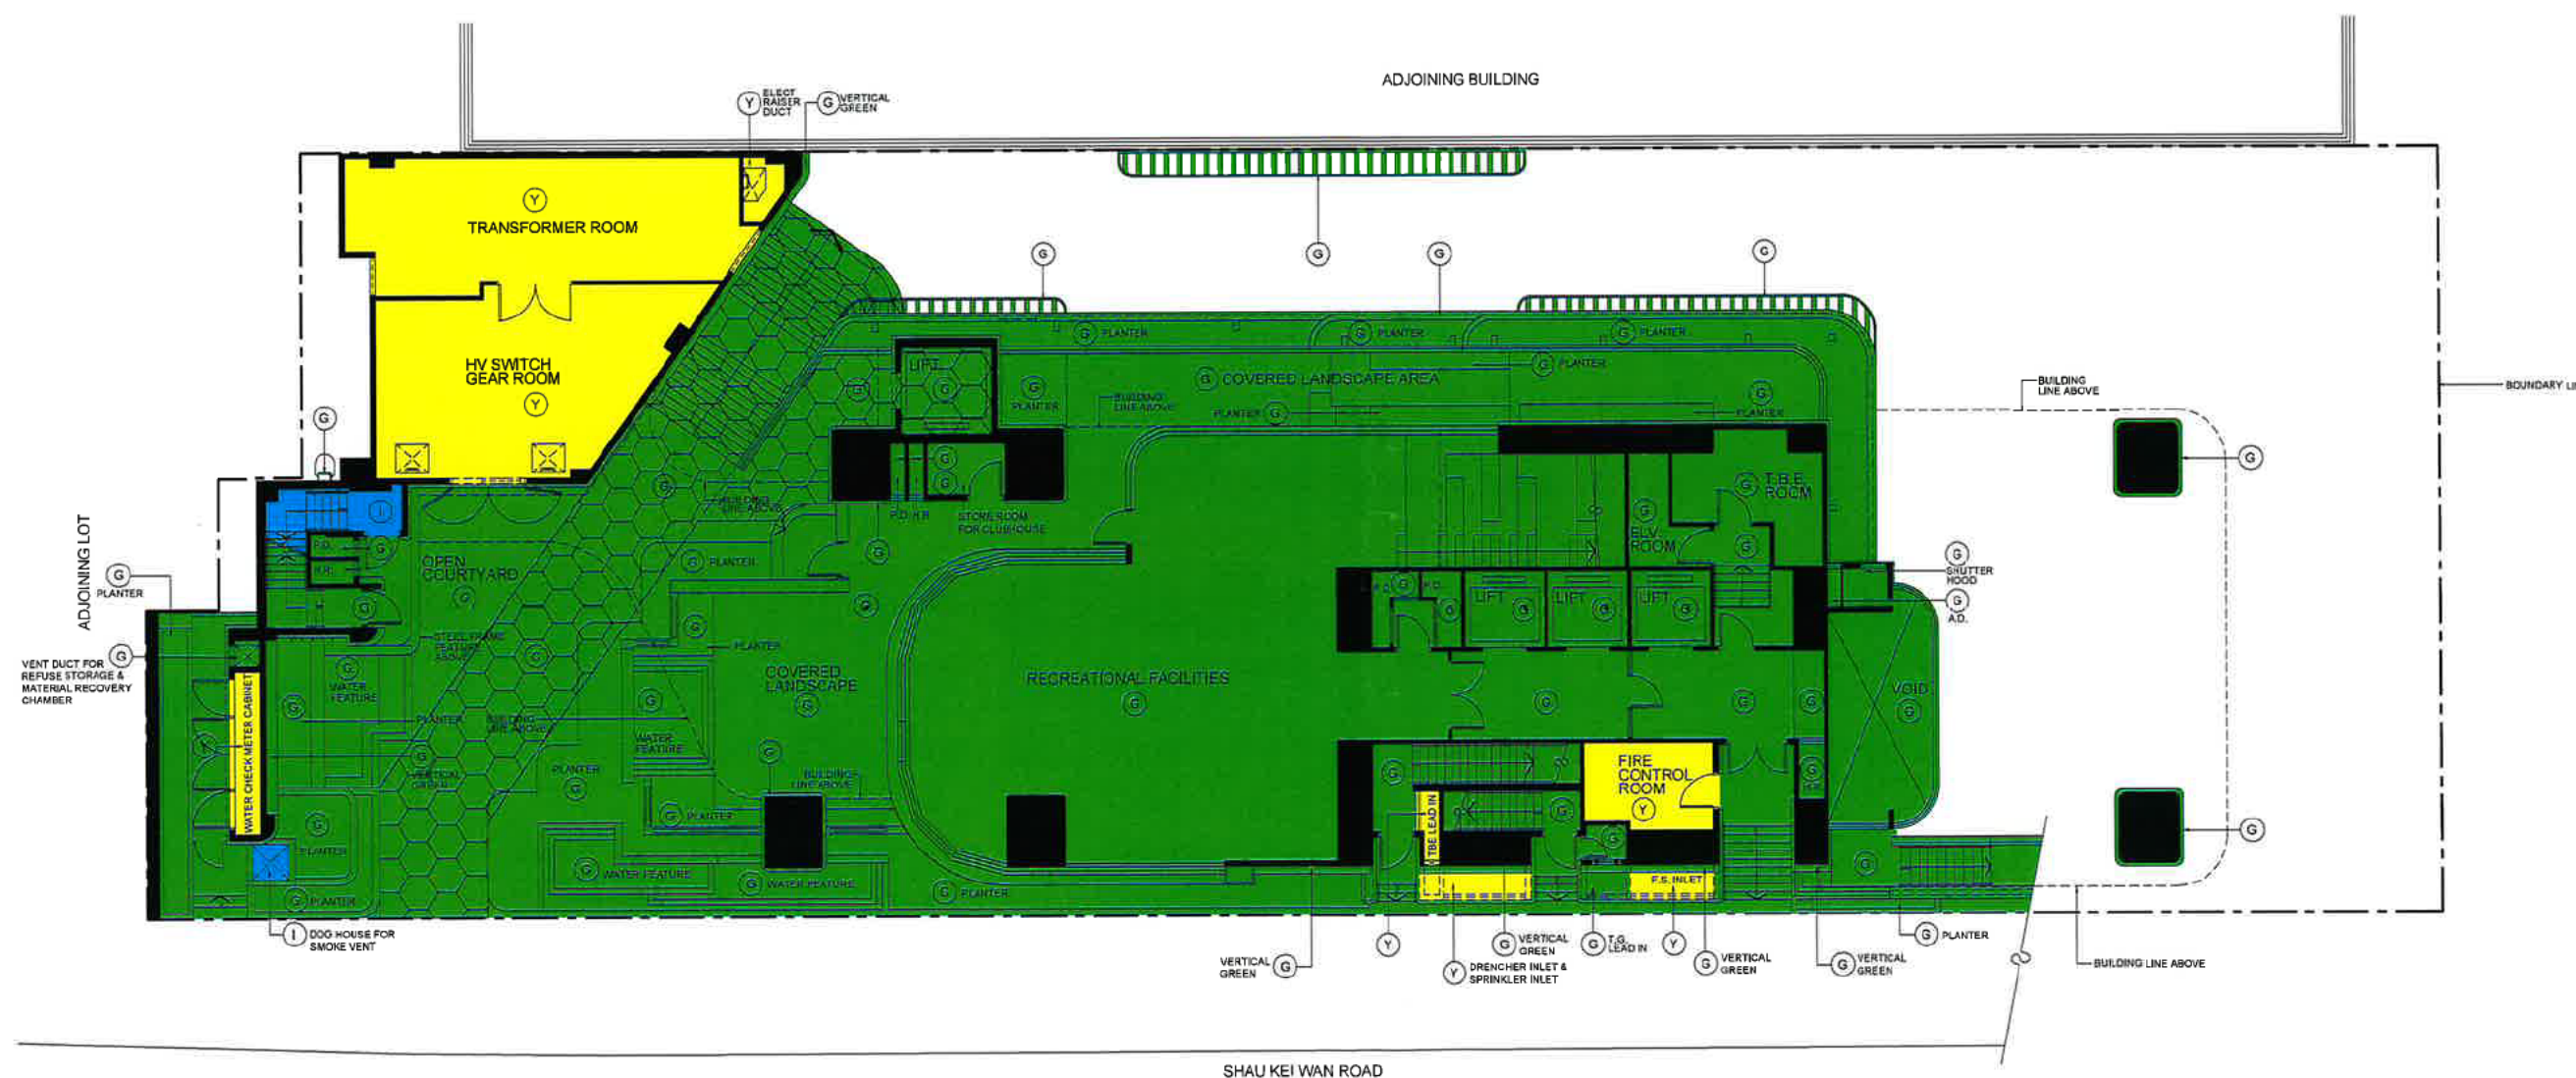 ADJOINING BUILDING
Y
ELECT
RAISER
DUCT
G
VERTICAL
GREEN
Y
TRANSFORMER ROOM
G
G
G
G
HV SWITCH
GEAR ROOM
Y
LIFT
G
G
G
PLANTER
G
PLANTER
G
PLANTER
G
PLANTER
G
PLANTER
G
COVERED LANDSCAPE AREA
BUILDING
LINE ABOVE
PLANTER
G
G
PLANTER
BUILDING
LINE ABOVE
BOUNDARY LI
G
G
G
G
G
BUILDING
LINE ABOVE
P.D.
H.R.
STORE ROOM
FOR CLUBHOUSE
G
ELV.
ROOM
G
T.B.E.
ROOM
G
ADJOINING LOT
I
P.D.
H.R.
G
OPEN
COURTYARD
G
G
PLANTER
G
PLANTER
G
G
G
SHUTTER
HOOD
G
A.D.
G
P.D.
G
LIFT
G
LIFT
G
LIFT
G
VENT DUCT FOR
REFUSE STORAGE &
MATERIAL RECOVERY
CHAMBER
G
STEEL FRAME
FEATURE
ABOVE
G
WATER
FEATURE
G
G
PLANTER
COVERED
LANDSCAPE
G
RECREATIONAL FACILITIES
G
G
G
G
VOID
G
WATER CHECK METER CABINET
Y
G
PLANTER
BUILDING
LINE ABOVE
G
WATER
FEATURE
G
VERTICAL
GREEN
PLANTER
G
G
BUILDING
LINE ABOVE
G
FIRE
CONTROL
ROOM
Y
G
G
PLANTER
G
PLANTER
TBE LEAD IN
G
G
G
WATER FEATURE
G
WATER FEATURE
G
PLANTER
G
PLANTER
F.S. INLET
G
G
I
DOG HOUSE FOR
SMOKE VENT
VERTICAL
GREEN
G
Y
Y
DRENCHER INLET &
SPRINKLER INLET
G
VERTICAL
GREEN
G
T.G.
LEAD IN
Y
G
VERTICAL
GREEN
G
VERTICAL
GREEN
G
PLANTER
BUILDING LINE ABOVE
SHAU KEI WAN ROAD